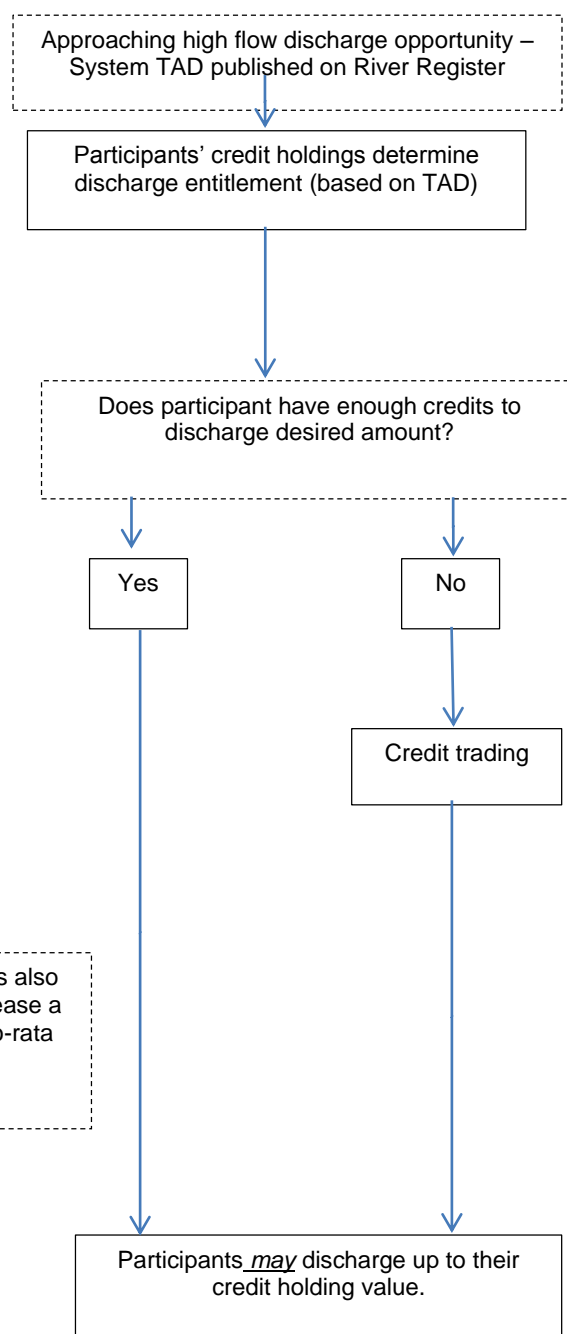 Approaching high flow discharge opportunity –
System TAD published on River Register
Participants’ credit holdings determine
discharge entitlement (based on TAD)
Does participant have enough credits to
discharge desired amount?
Yes
No
Credit trading
s also
ease a
o-rata
Participants may discharge up to their
credit holding value.